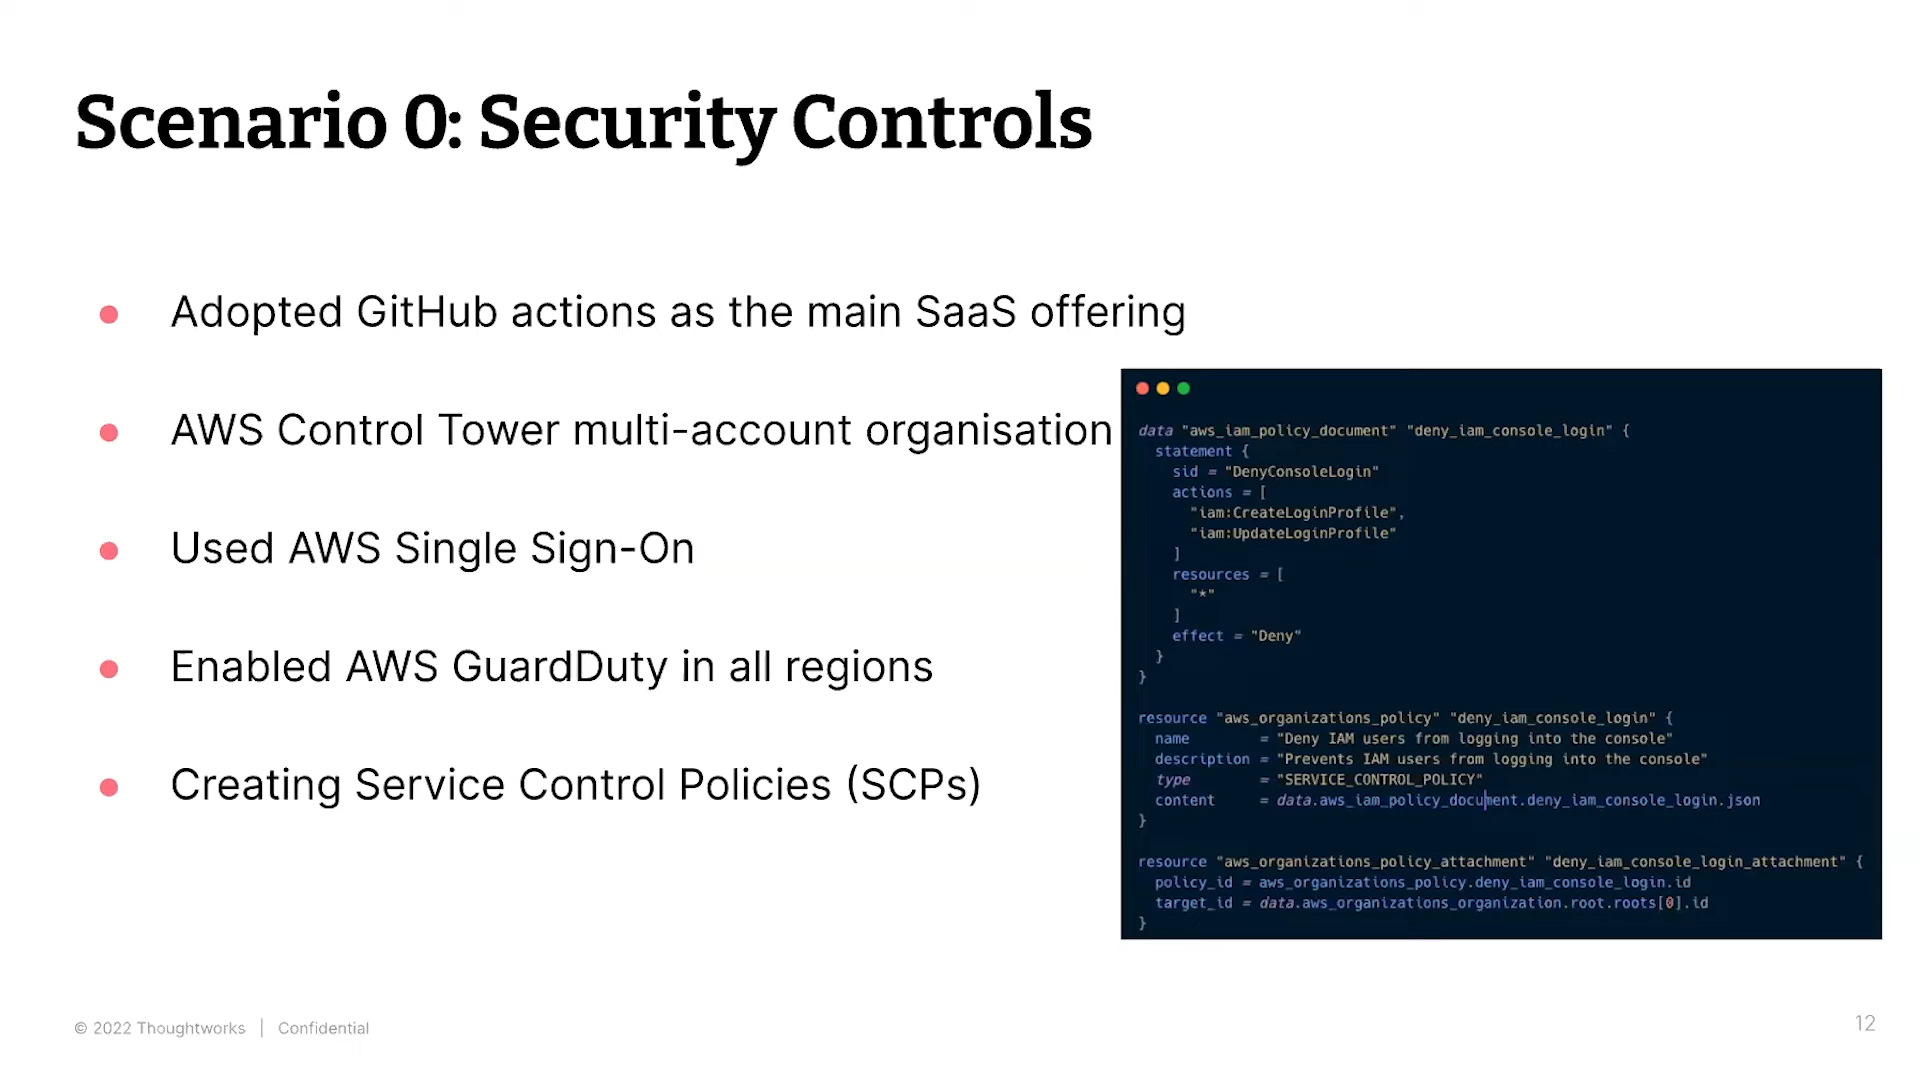 Scenario 0: Security Controls
● Adopted GitHub actions as the main SaaS offering
● AWS Control Tower multi-account organisation
● Used AWS Single Sign-On
● Enabled AWS GuardDuty in all regions
● Creating Service Control Policies (SCPs)
data "aws_iam_policy_document" "deny_iam_console_login" {
  statement {
    sid = "DenyConsoleLogin"
    actions = [
      "iam:CreateLoginProfile",
      "iam:UpdateLoginProfile"
    ]
    resources = [
      "*"
    ]
    effect = "Deny"
  }
}
resource "aws_organizations_policy" "deny_iam_console_login" {
  name        = "Deny IAM users from logging into the console"
  description = "Prevents IAM users from logging into the console"
  type        = "SERVICE_CONTROL_POLICY"
  content     = data.aws_iam_policy_document.deny_iam_console_login.json
}
resource "aws_organizations_policy_attachment" "deny_iam_console_login_attachment" {
  policy_id = aws_organizations_policy.deny_iam_console_login.id
  target_id = data.aws_organizations_organization.root.roots[0].id
}
© 2022 Thoughtworks | Confidential
12